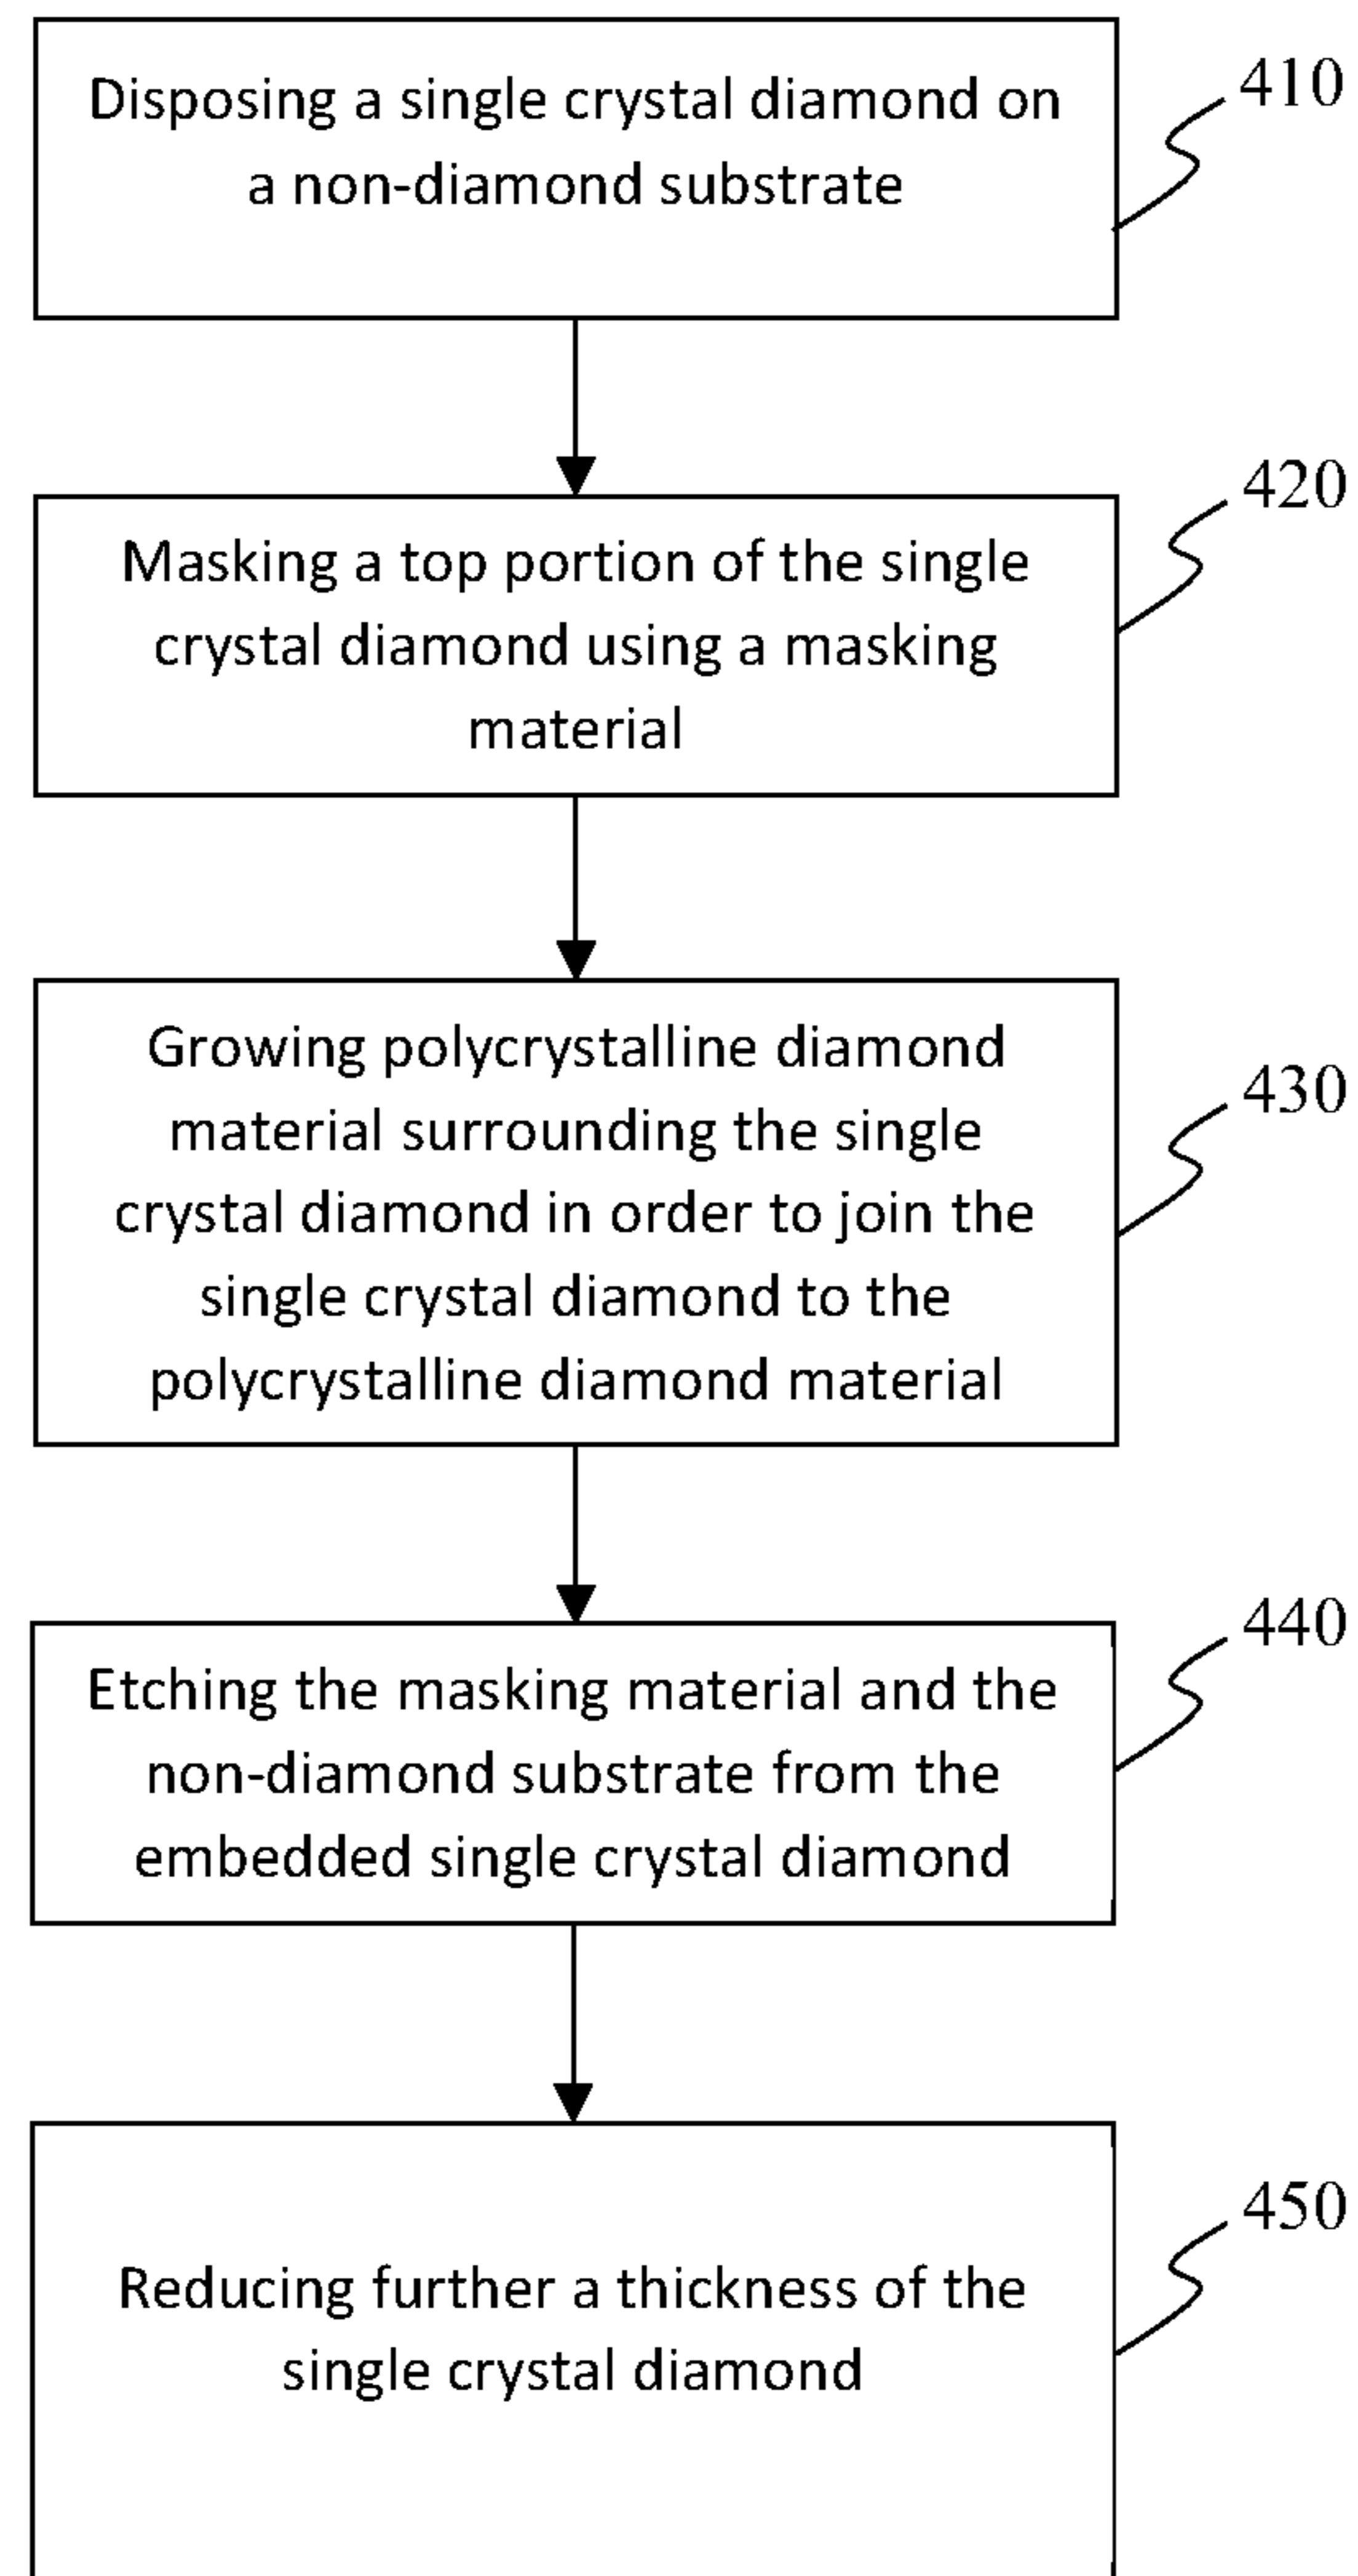 Disposing a single crystal diamond on
a non-diamond substrate
410
Masking a top portion of the single
crystal diamond using a masking
material
420
Growing polycrystalline diamond
material surrounding the single
crystal diamond in order to join the
single crystal diamond to the
polycrystalline diamond material
430
Etching the masking material and the
non-diamond substrate from the
embedded single crystal diamond
440
Reducing further a thickness of the
single crystal diamond
450